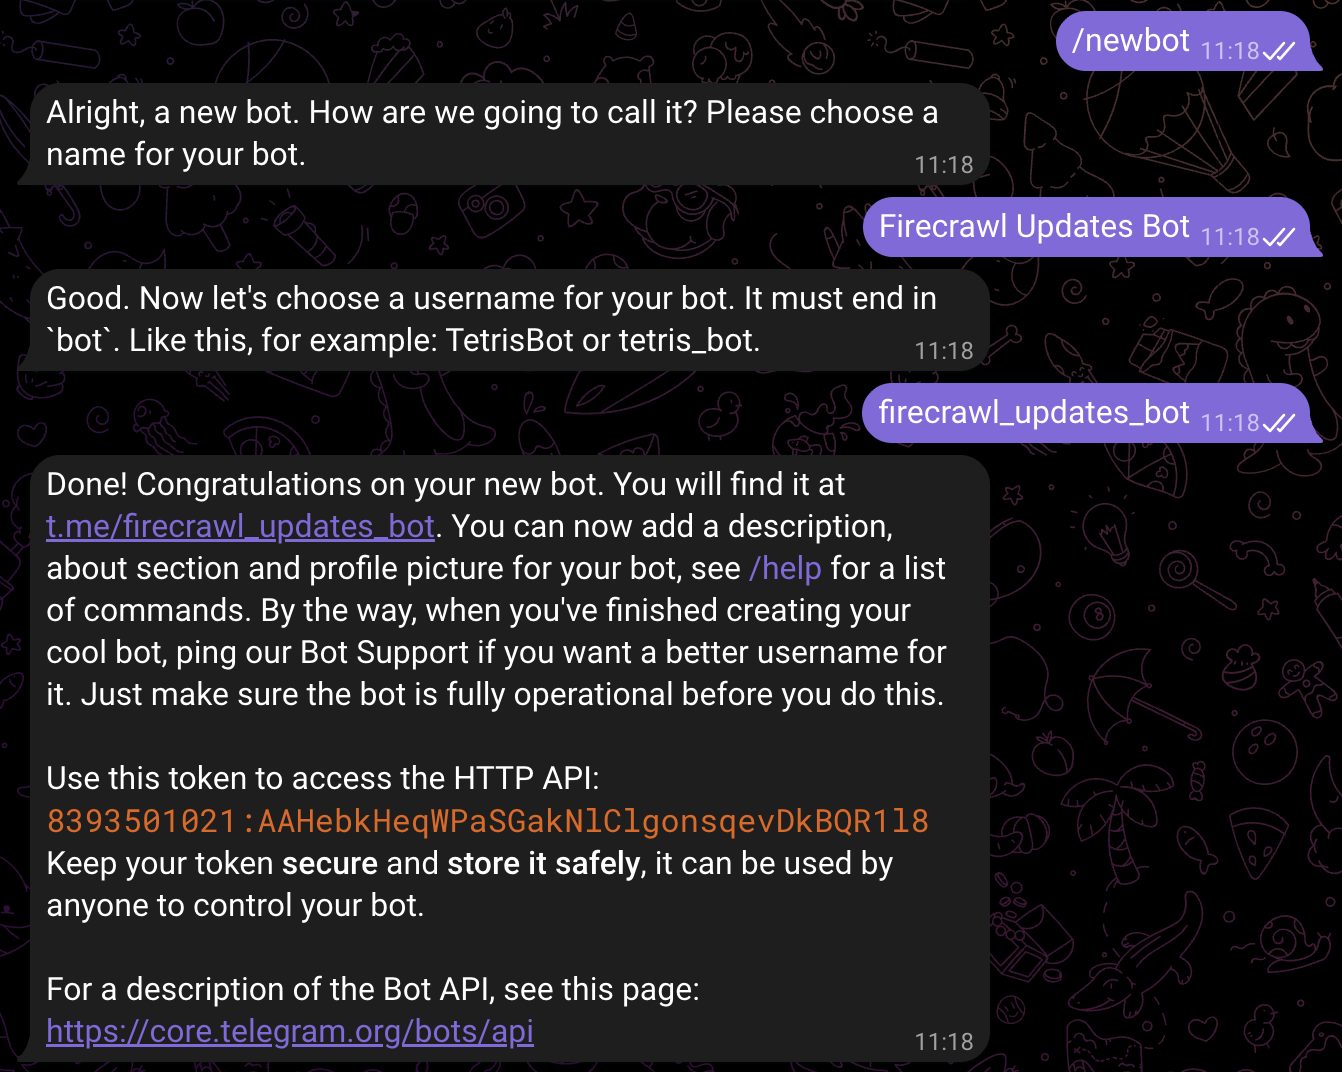 /newbot 11:18
Alright, a new bot. How are we going to call it? Please choose a
name for your bot.
11:18
Firecrawl Updates Bot 11:18
Good. Now let's choose a username for your bot. It must end in
`bot`. Like this, for example: TetrisBot or tetris_bot.
11:18
firecrawl_updates_bot 11:18
Done! Congratulations on your new bot. You will find it at
t.me/firecrawl_updates_bot. You can now add a description,
about section and profile picture for your bot, see /help for a list
of commands. By the way, when you've finished creating your
cool bot, ping our Bot Support if you want a better username for
it. Just make sure the bot is fully operational before you do this.
Use this token to access the HTTP API:
8393501021:AAHebkHeqWPaSGakNlClgonsqevDkBQR1l8
Keep your token secure and store it safely, it can be used by
anyone to control your bot.
For a description of the Bot API, see this page:
https://core.telegram.org/bots/api
11:18